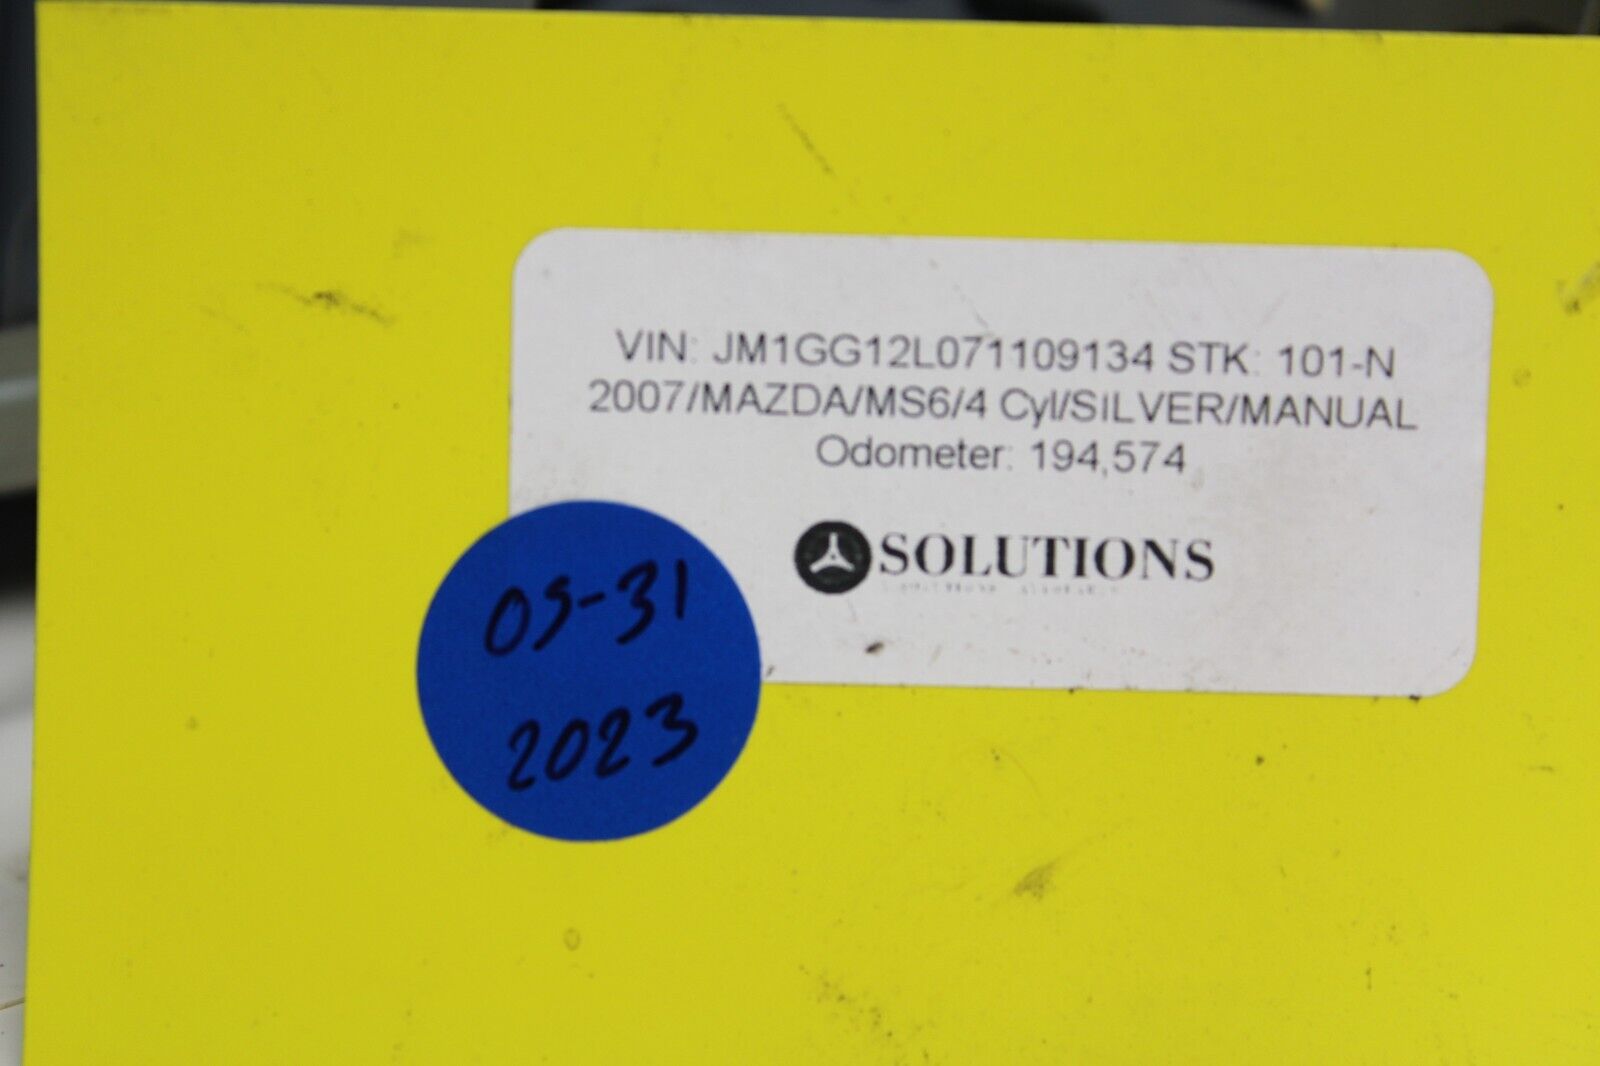 VIN: JM1GG12L071109134 STK: 101-N
2007/MAZDA/MS6/4 Cyl/SILVER/MANUAL
Odometer: 194,574
SOLUTIONS
05-31
2023